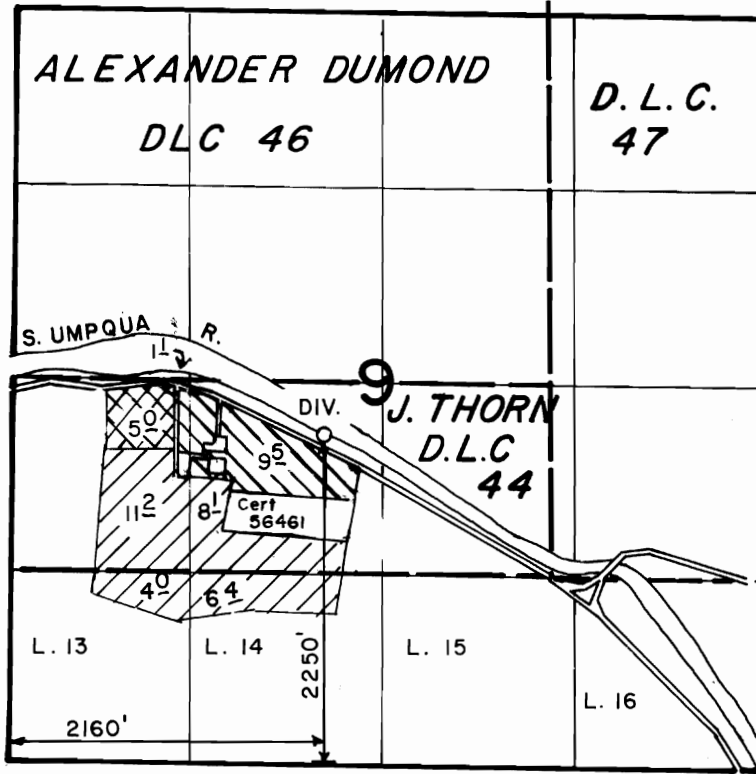 ALEXANDER DUMOND
DLC 46
D. L. C.
47
S. UMPQUA R.
1 1
9
DIV.
J. THORN
D.L.C
44
5 0
9 5
11 2
8 1
Cert
56461
4 0
6 4
L. 13
L. 14
L. 15
L. 16
2250'
2160'